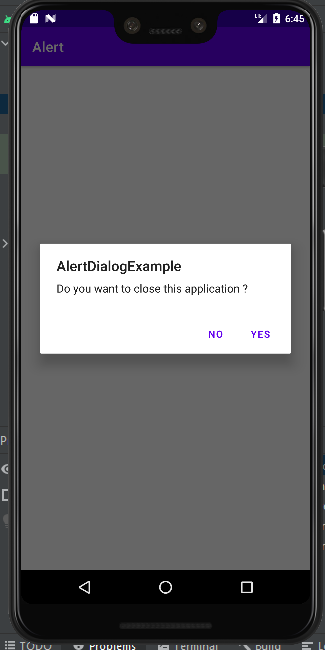 6:45
Alert
AlertDialogExample
Do you want to close this application ?
NO YES
P
TODO Problems Terminal Build